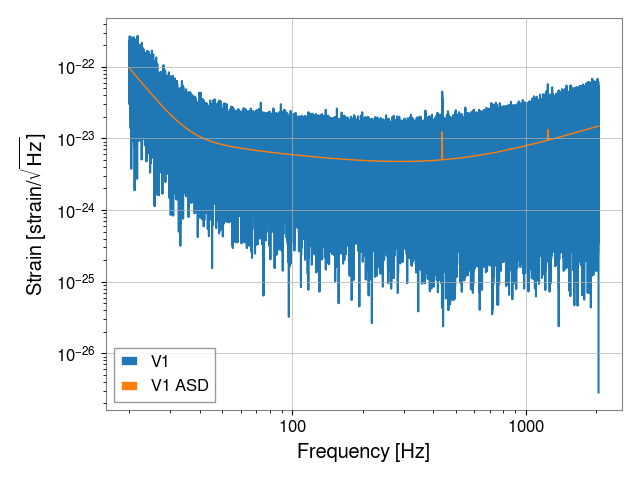 10⁻²²
10⁻²³
10⁻²⁴
10⁻²⁵
10⁻²⁶
Strain [strain/√Hz]
V1
V1 ASD
100
1000
Frequency [Hz]